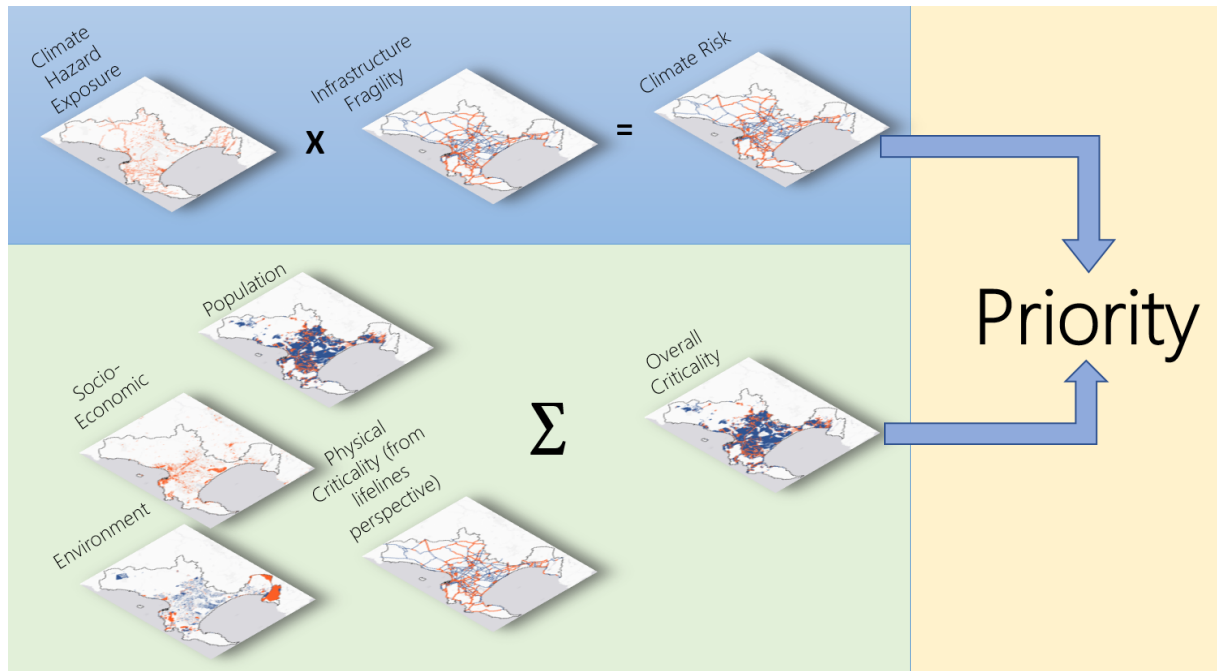 Climate
Hazard
Exposure
X
Infrastructure
Fragility
=
Climate Risk
Population
Socio-
Economic
Environment
Physical
Criticality (from
lifelines
perspective)
Σ
Overall
Criticality
Priority